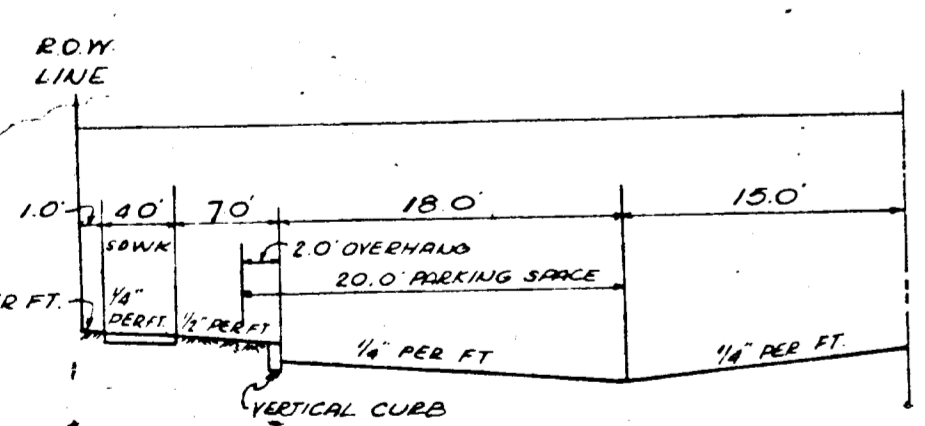 R.O.W.
LINE
1.0'
4.0'
7.0'
18.0'
15.0'
SDWK
2.0' OVERHANG
20.0' PARKING SPACE
R FT.
1/4"
PER FT.
1/2" PER FT
1/4" PER FT
1/4" PER FT.
VERTICAL CURB